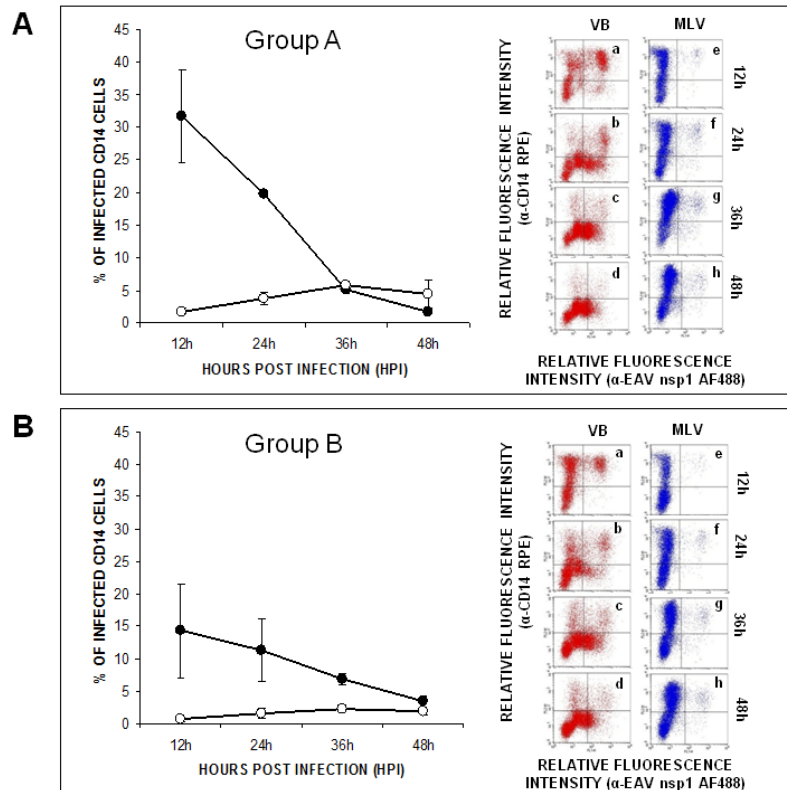 A
Group A
% OF INFECTED CD14 CELLS
45
40
35
30
25
20
15
10
5
0
12h
24h
36h
48h
HOURS POST INFECTION (HPI)
VB
MLV
RELATIVE FLUORESCENCE INTENSITY
(α-CD14 RPE)
a
e
12h
b
f
24h
c
g
36h
d
h
48h
RELATIVE FLUORESCENCE
INTENSITY (α-EAV nsp1 AF488)
B
Group B
% OF INFECTED CD14 CELLS
45
40
35
30
25
20
15
10
5
0
12h
24h
36h
48h
HOURS POST INFECTION (HPI)
VB
MLV
RELATIVE FLUORESCENCE INTENSITY
(α-CD14 RPE)
a
e
12h
b
f
24h
c
g
36h
d
h
48h
RELATIVE FLUORESCENCE
INTENSITY (α-EAV nsp1 AF488)